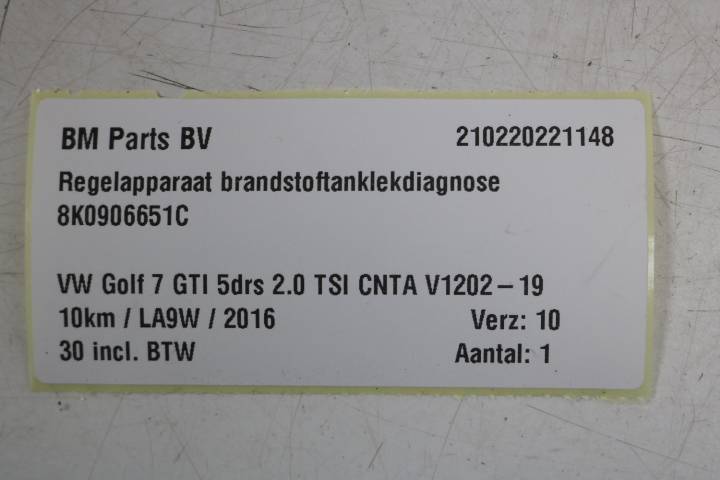 BM Parts BV 210220221148
Regelapparaat brandstoftanklekdiagnose
8K0906651C
VW Golf 7 GTI 5drs 2.0 TSI CNTA V1202-19
10km / LA9W / 2016 Verz: 10
30 incl. BTW Aantal: 1